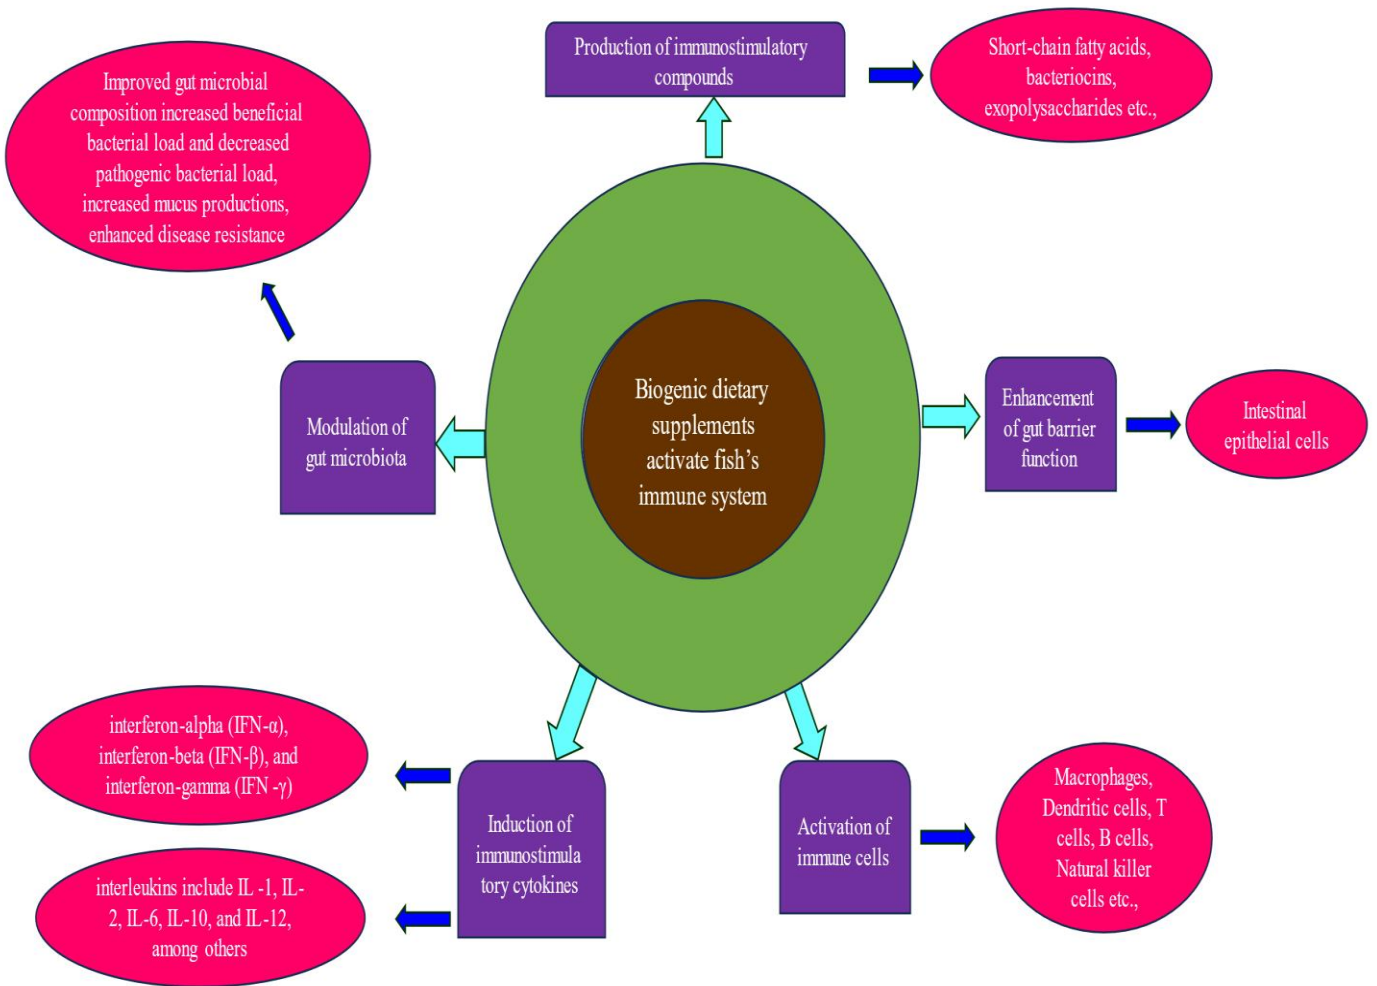 Production of immunostimulatory
compounds
Short-chain fatty acids,
bacteriocins,
exopolysaccharides etc.,
Improved gut microbial
composition increased beneficial
bacterial load and decreased
pathogenic bacterial load,
increased mucus productions,
enhanced disease resistance
Biogenic dietary
supplements
activate fish’s
immune system
Modulation of
gut microbiota
Enhancement
of gut barrier
function
Intestinal
epithelial cells
interferon-alpha (IFN-α),
interferon-beta (IFN-β), and
interferon-gamma (IFN -γ)
interleukins include IL -1, IL-
2, IL-6, IL-10, and IL-12,
among others
Induction of
immunostimula
tory cytokines
Activation of
immune cells
Macrophages,
Dendritic cells, T
cells, B cells,
Natural killer
cells etc.,